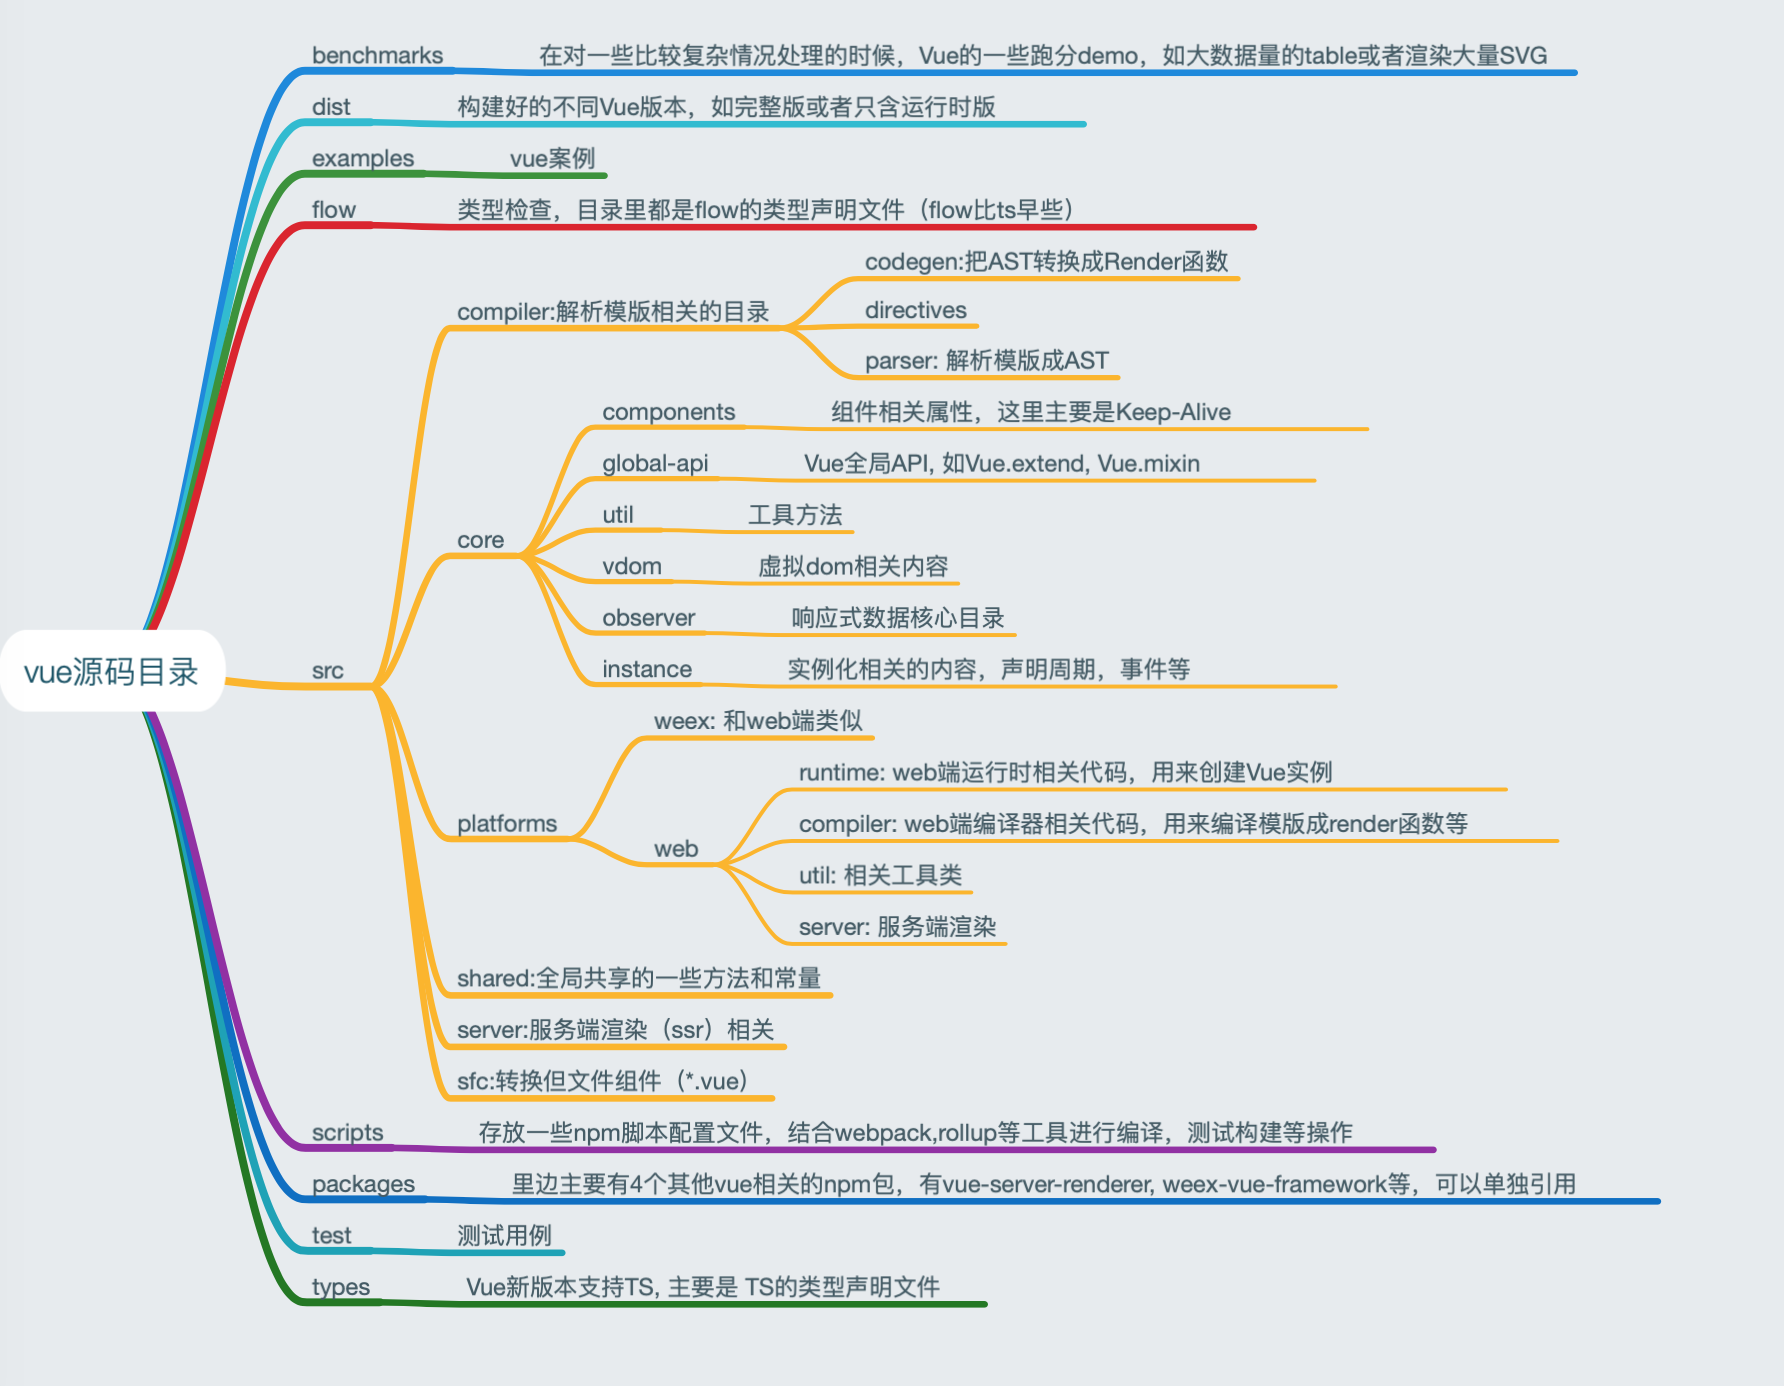 benchmarks 在对一些比较复杂情况处理的时候，Vue的一些跑分demo，如大数据量的table或者渲染大量SVG
dist 构建好的不同Vue版本，如完整版或者只含运行时版
examples vue案例
flow 类型检查，目录里都是flow的类型声明文件（flow比ts早些）
codegen:把AST转换成Render函数
compiler:解析模版相关的目录
directives
parser: 解析模版成AST
components 组件相关属性，这里主要是Keep-Alive
global-api Vue全局API, 如Vue.extend, Vue.mixin
util 工具方法
core
vdom 虚拟dom相关内容
observer 响应式数据核心目录
instance 实例化相关的内容，声明周期，事件等
vue源码目录
src
weex: 和web端类似
runtime: web端运行时相关代码，用来创建Vue实例
platforms
compiler: web端编译器相关代码，用来编译模版成render函数等
web
util: 相关工具类
server: 服务端渲染
shared:全局共享的一些方法和常量
server:服务端渲染（ssr）相关
sfc:转换但文件组件（*.vue）
scripts 存放一些npm脚本配置文件，结合webpack,rollup等工具进行编译，测试构建等操作
packages 里边主要有4个其他vue相关的npm包，有vue-server-renderer, weex-vue-framework等，可以单独引用
test 测试用例
types Vue新版本支持TS, 主要是 TS的类型声明文件